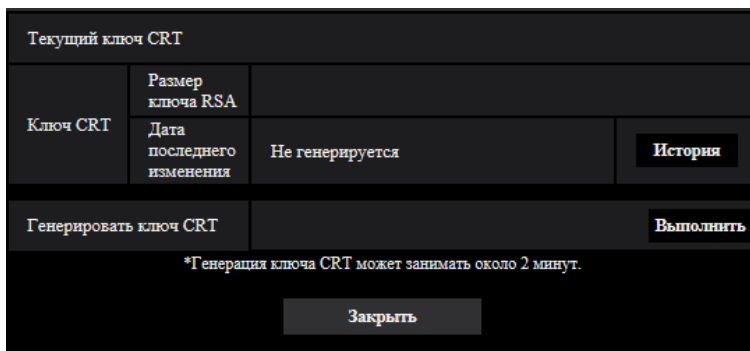 Текущий ключ CRT
Ключ CRT
Размер
ключа RSA
Дата
последнего
изменения
Не генерируется
История
Генерировать ключ CRT
Выполнить
*Генерация ключа CRT может занимать около 2 минут.
Закрыть